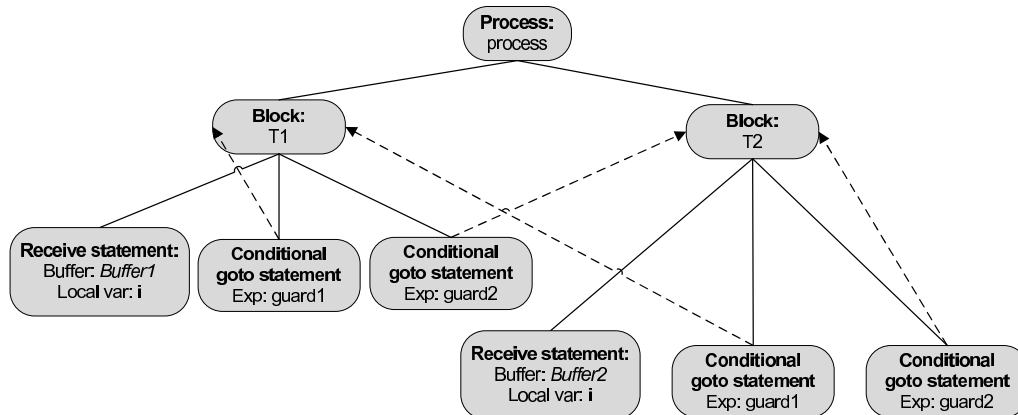 Process:
process
Block:
T1
Block:
T2
Receive statement:
Buffer: Buffer1
Local var: i
Conditional
goto statement
Exp: guard1
Conditional
goto statement
Exp: guard2
Receive statement:
Buffer: Buffer2
Local var: i
Conditional
goto statement
Exp: guard1
Conditional
goto statement
Exp: guard2